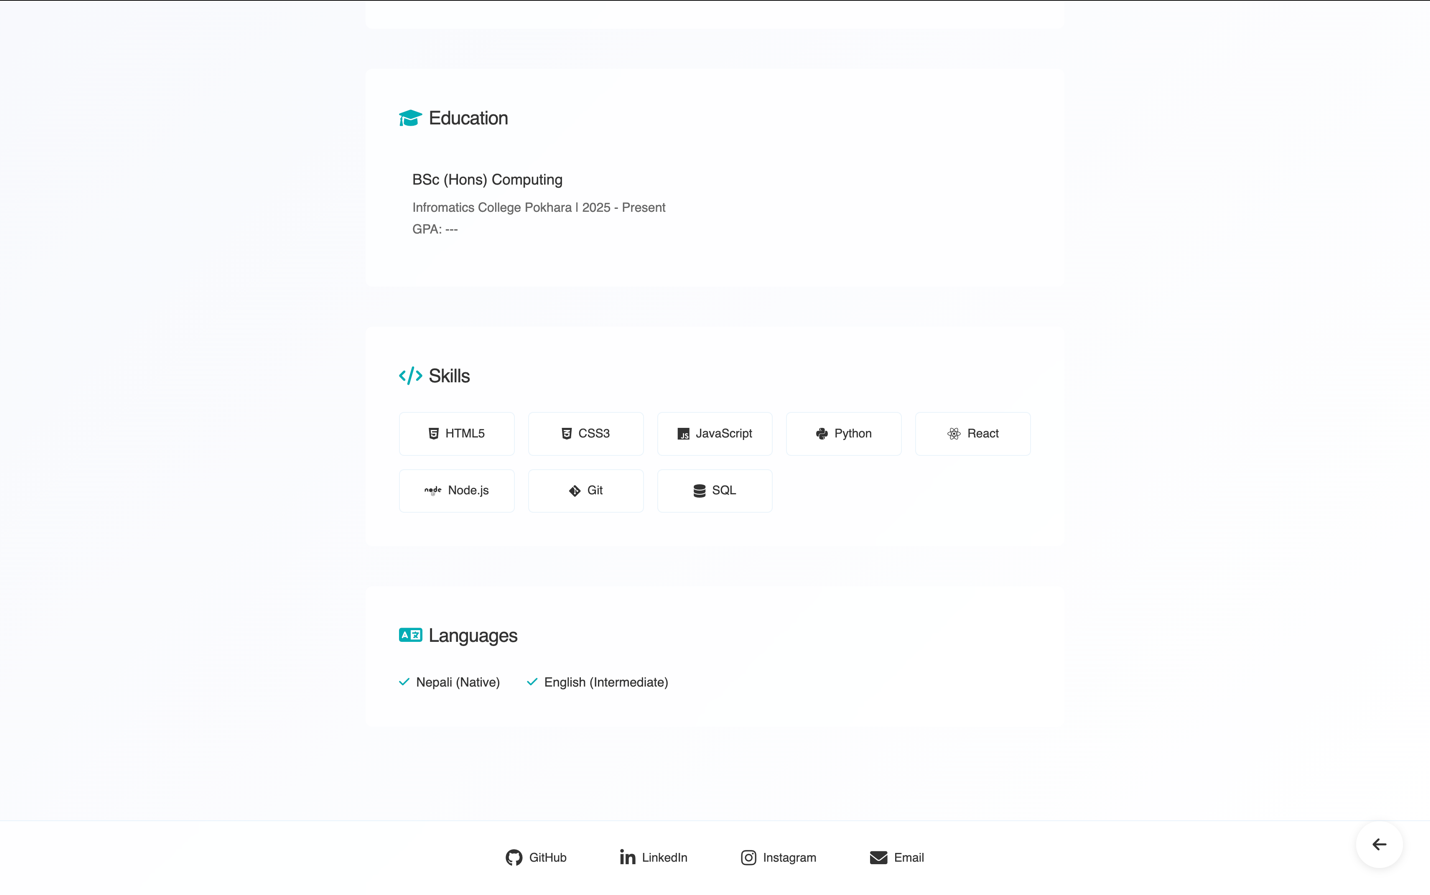 Education
BSc (Hons) Computing
Infromatics College Pokhara | 2025 - Present
GPA: ---
Skills
HTML5 CSS3 JavaScript Python React
Node.js Git SQL
Languages
Nepali (Native) English (Intermediate)
GitHub LinkedIn Instagram Email